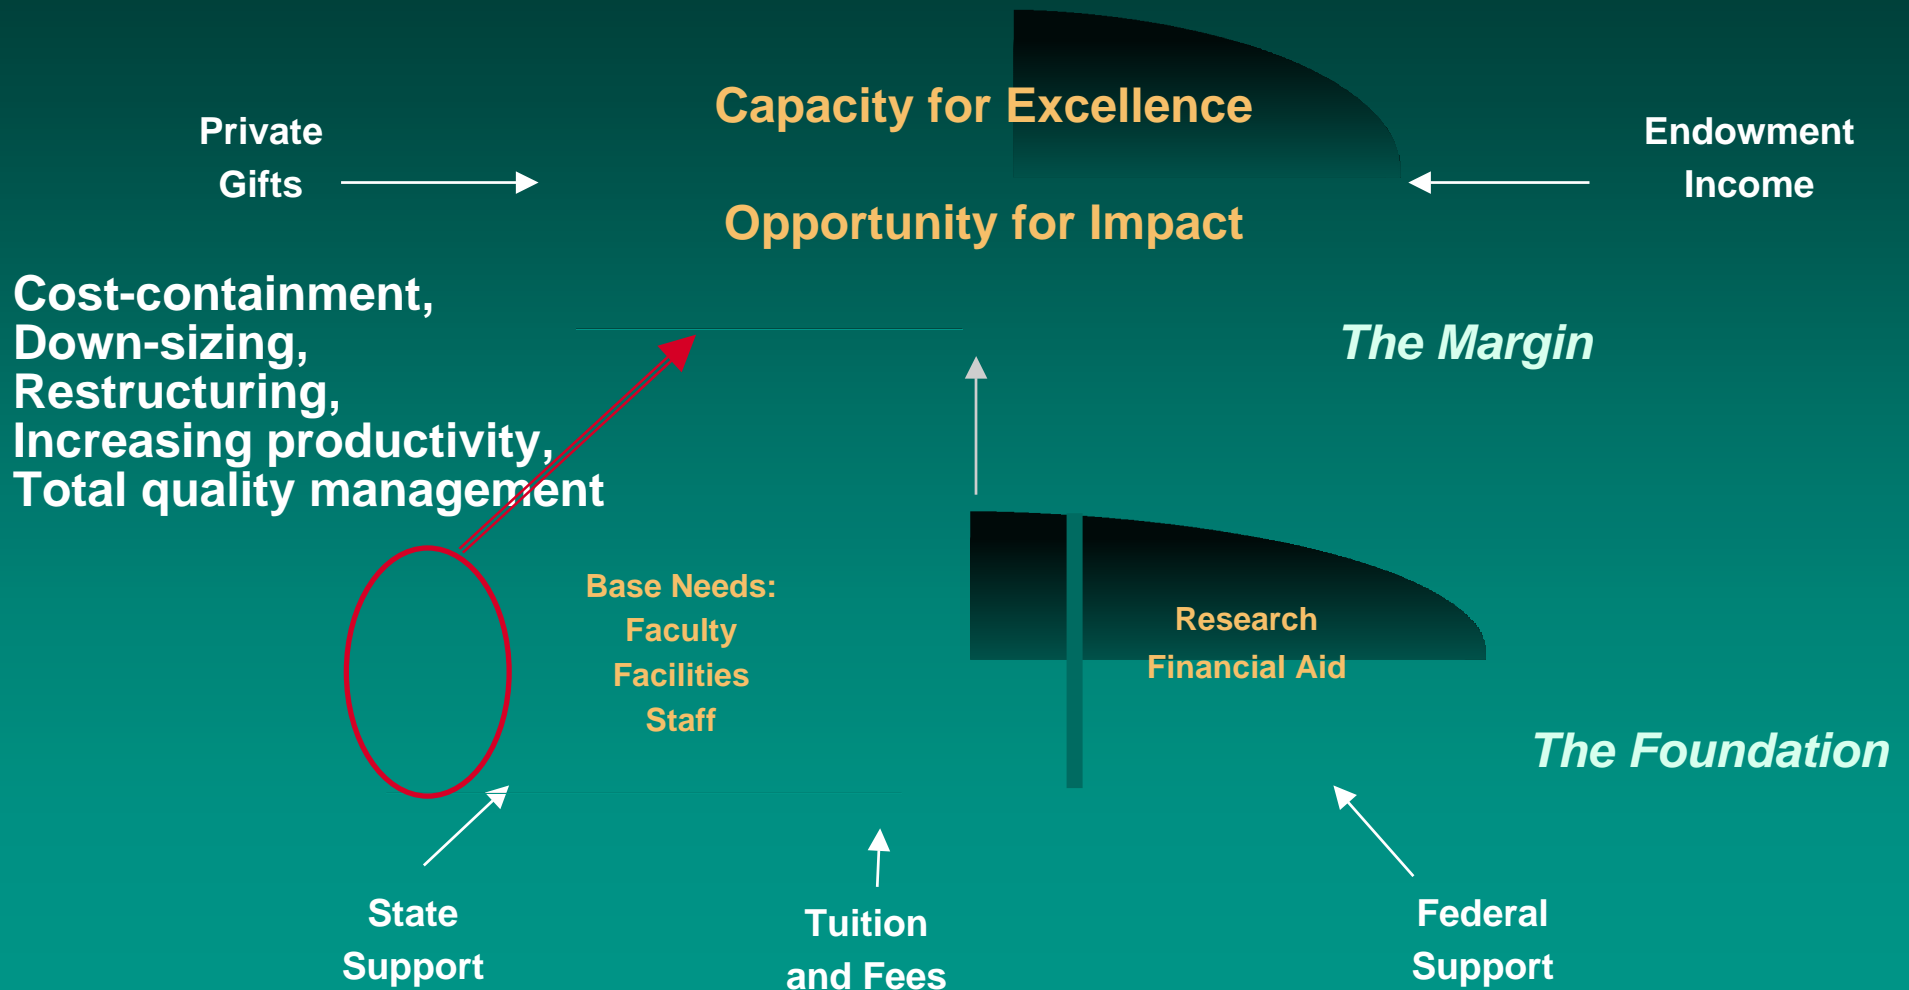 Capacity for Excellence
Opportunity for Impact
Private
Gifts
Endowment
Income
Cost-containment,
Down-sizing,
Restructuring,
Increasing productivity,
Total quality management
The Margin
Base Needs:
Faculty
Facilities
Staff
Research
Financial Aid
The Foundation
State
Support
Tuition
and Fees
Federal
Support